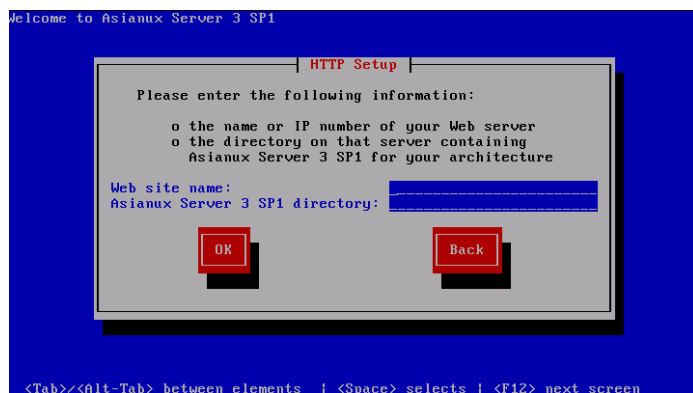 Welcome to Asianux Server 3 SP1
HTTP Setup
Please enter the following information:
o the name or IP number of your Web server
o the directory on that server containing
Asianux Server 3 SP1 for your architecture
Web site name:
Asianux Server 3 SP1 directory:
OK
Back
<Tab>/<Alt-Tab> between elements | <Space> selects | <F12> next screen